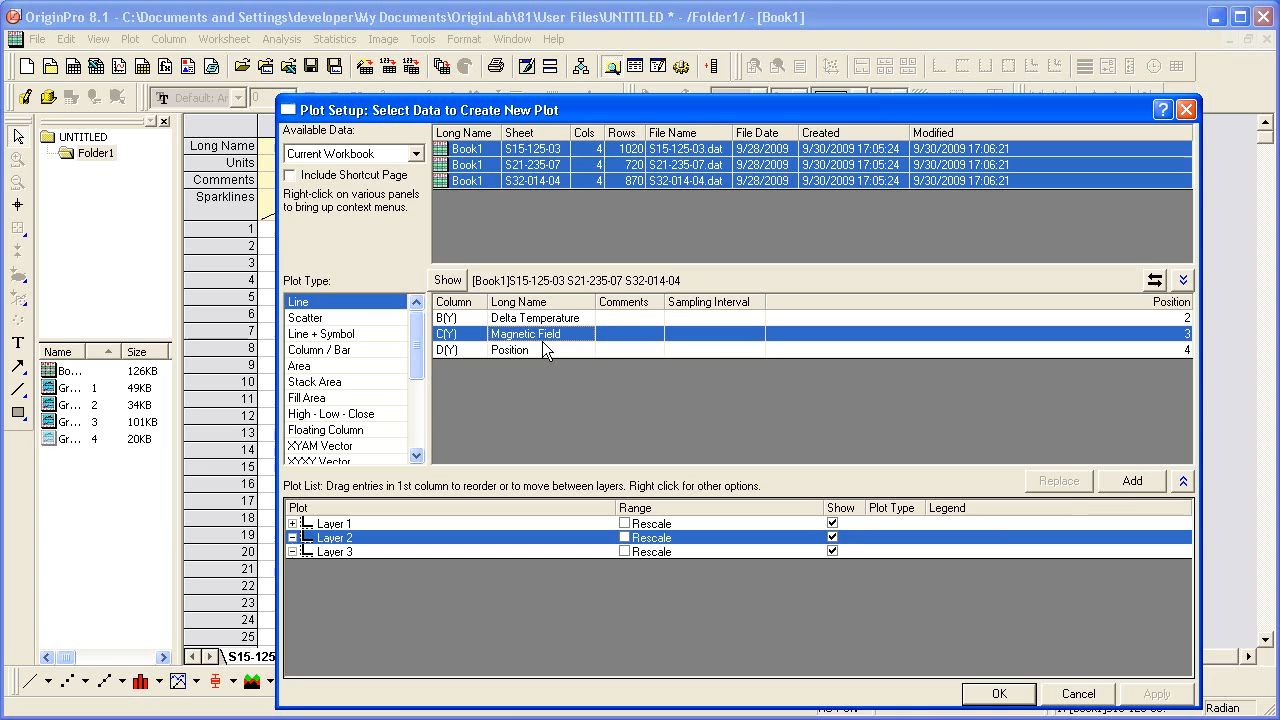 OriginPro 8.1 - C:\Documents and Settings\developer\My Documents\OriginLab\81\User Files\UNTITLED * - /Folder1/ - [Book1]
File Edit View Plot Column Worksheet Analysis Statistics Image Tools Format Window Help
Default: Ar 0
Plot Setup: Select Data to Create New Plot
UNTITLED
Folder1
Name Size
Bo... 126KB
Gr... 1 49KB
Gr... 2 34KB
Gr... 3 101KB
Gr... 4 20KB
Long Name
Units
Comments
Sparklines
1
2
3
4
5
6
7
8
9
10
11
12
13
14
15
16
17
18
19
20
21
22
23
24
25
S15-125
Available Data:
Current Workbook
Include Shortcut Page
Right-click on various panels
to bring up context menus.
Long Name Sheet Cols Rows File Name File Date Created Modified
Book1 S15-125-03 4 1020 S15-125-03.dat 9/28/2009 9/30/2009 17:05:24 9/30/2009 17:06:21
Book1 S21-235-07 4 720 S21-235-07.dat 9/28/2009 9/30/2009 17:05:24 9/30/2009 17:06:21
Book1 S32-014-04 4 870 S32-014-04.dat 9/28/2009 9/30/2009 17:05:24 9/30/2009 17:06:21
Plot Type:
Line
Scatter
Line + Symbol
Column / Bar
Area
Stack Area
Fill Area
High - Low - Close
Floating Column
XYAM Vector
XYXY Vector
Show [Book1]S15-125-03 S21-235-07 S32-014-04
Column Long Name Comments Sampling Interval Position
B(Y) Delta Temperature 2
C(Y) Magnetic Field 3
D(Y) Position 4
Plot List: Drag entries in 1st column to reorder or to move between layers. Right click for other options.
Replace Add
Plot Range Show Plot Type Legend
Layer 1 Rescale
Layer 2 Rescale
Layer 3 Rescale
OK Cancel Apply
Radian